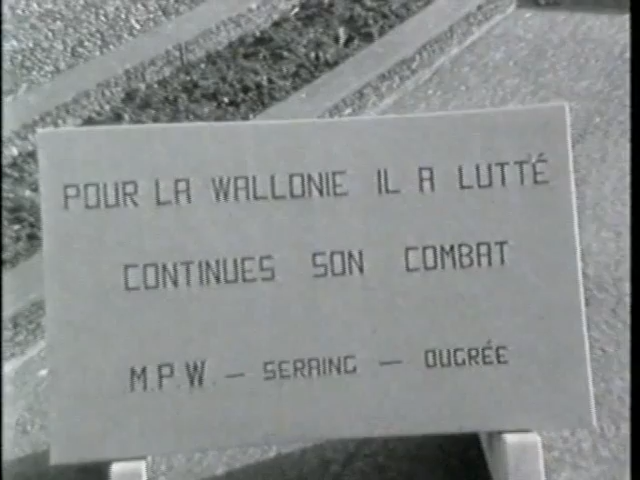 POUR LA WALLONIE IL A LUTTÉ
CONTINUES SON COMBAT
M.P.W. — SERAING — OUGRÉE